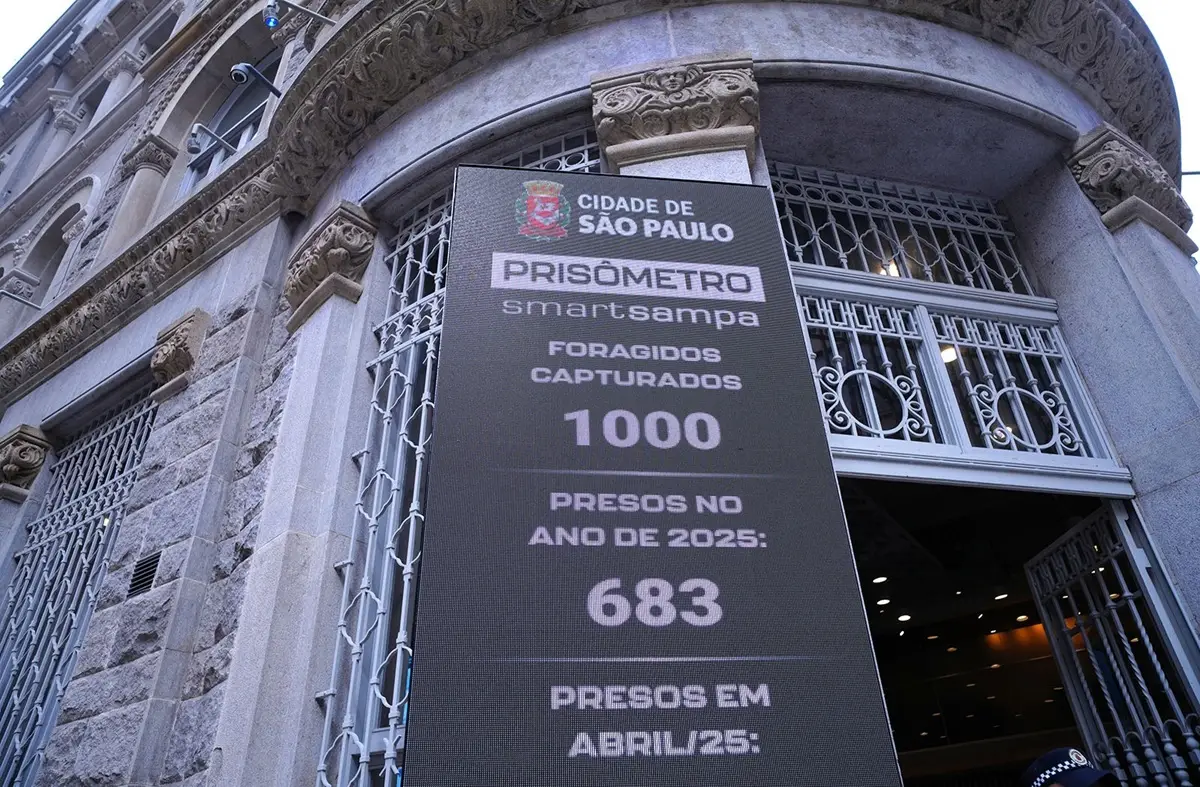 CIDADE DE
SÃO PAULO
PRISÔMETRO
smartsampa
FORAGIDOS
CAPTURADOS
1000
PRESOS NO
ANO DE 2025:
683
PRESOS EM
ABRIL/25: